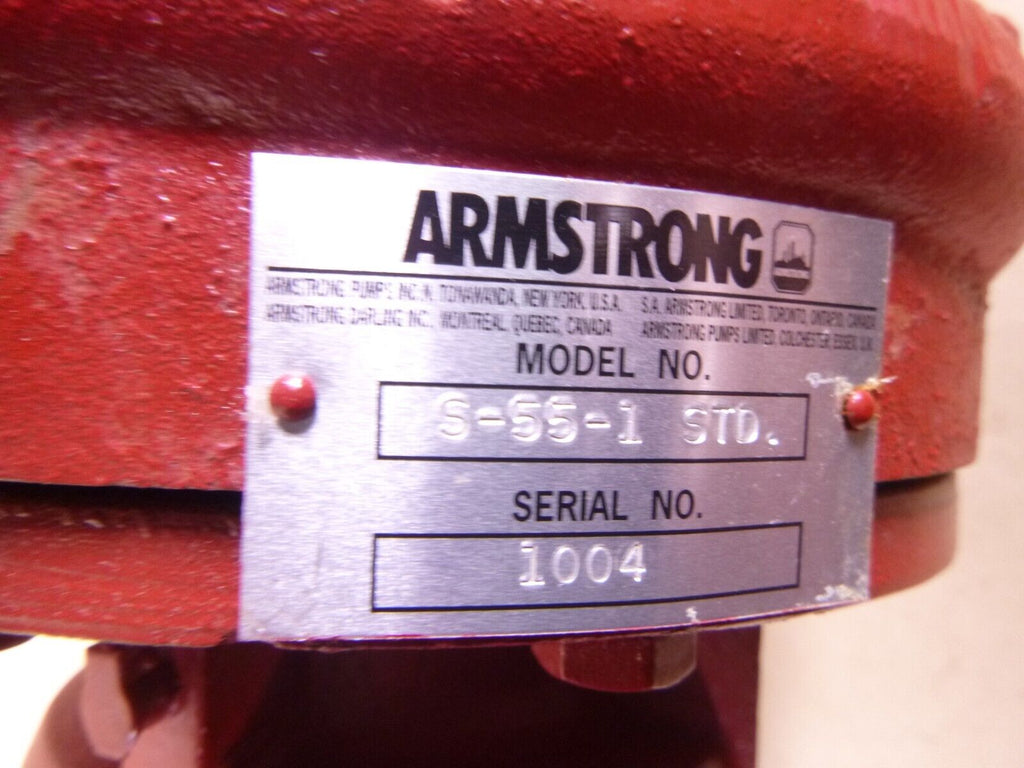 ARMSTRONG
ARMSTRONG PUMPS INC. N. TONAWANDA, NEW YORK, U.S.A. S.A. ARMSTRONG LIMITED, TORONTO, ONTARIO, CANADA
ARMSTRONG DARLING INC., MONTREAL, QUEBEC, CANADA ARMSTRONG PUMPS LIMITED, COLCHESTER, ESSEX, U.K.
MODEL NO.
S-55-1 STD.
SERIAL NO.
1004